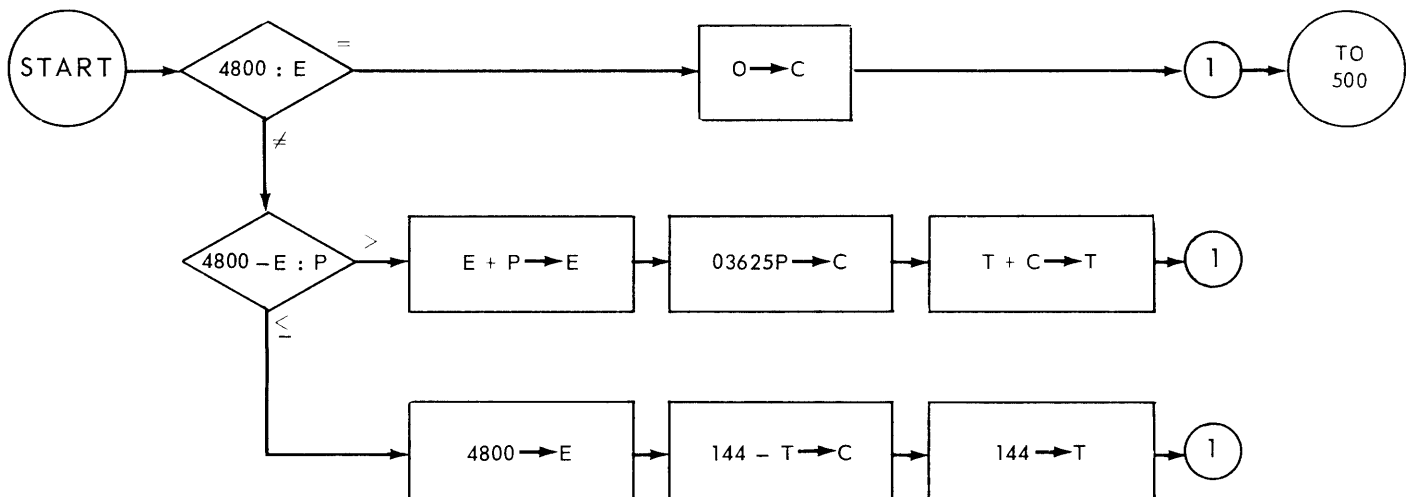 START
4800 : E
=
O → C
1
TO
500
≠
4800 – E : P
>
E + P → E
03625P → C
T + C → T
1
≤
4800 → E
144 – T → C
144 → T
1